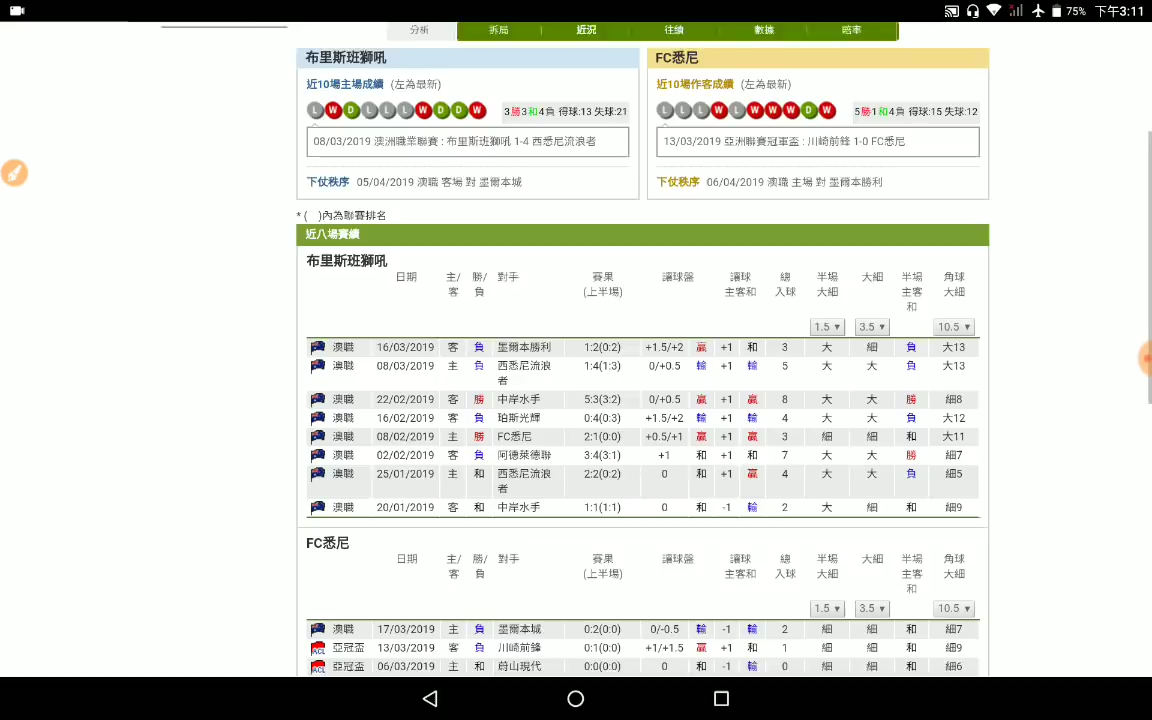 75% 下午3:11
分析 拆局 近況 往績 數據 賠率
布里斯班獅吼
近10場主場成績 (左為最新)
L W D L L L W D D W 3勝3和4負 得球:13 失球:21
08/03/2019 澳洲職業聯賽 : 布里斯班獅吼 1-4 西悉尼流浪者
下仗秩序 05/04/2019 澳職 客場 對 墨爾本城
FC悉尼
近10場作客成績 (左為最新)
L L L W L W W W D W 5勝1和4負 得球:15 失球:12
13/03/2019 亞洲聯賽冠軍盃 : 川崎前鋒 1-0 FC悉尼
下仗秩序 06/04/2019 澳職 主場 對 墨爾本勝利
* ( )內為聯賽排名
近八場賽績
布里斯班獅吼
日期 主/客 勝/負 對手 賽果(上半場) 讓球盤 讓球主客和 總入球 半場大細 大細 半場主客和 角球大細
1.5 ▼ 3.5 ▼ 10.5 ▼
澳職 16/03/2019 客 負 墨爾本勝利 1:2(0:2) +1.5/+2 贏 +1 和 3 大 細 負 大13
澳職 08/03/2019 主 負 西悉尼流浪者 1:4(1:3) 0/+0.5 輸 +1 輸 5 大 大 負 大13
澳職 22/02/2019 客 勝 中岸水手 5:3(3:2) 0/+0.5 贏 +1 贏 8 大 大 勝 細8
澳職 16/02/2019 客 負 珀斯光輝 0:4(0:3) +1.5/+2 輸 +1 輸 4 大 大 負 大12
澳職 08/02/2019 主 勝 FC悉尼 2:1(0:0) +0.5/+1 贏 +1 贏 3 細 細 和 大11
澳職 02/02/2019 客 負 阿德萊德聯 3:4(3:1) +1 和 +1 和 7 大 大 勝 細7
澳職 25/01/2019 主 和 西悉尼流浪者 2:2(0:2) 0 和 +1 贏 4 大 大 負 細5
澳職 20/01/2019 客 和 中岸水手 1:1(1:1) 0 和 -1 輸 2 大 細 和 細9
FC悉尼
日期 主/客 勝/負 對手 賽果(上半場) 讓球盤 讓球主客和 總入球 半場大細 大細 半場主客和 角球大細
1.5 ▼ 3.5 ▼ 10.5 ▼
澳職 17/03/2019 主 負 墨爾本城 0:2(0:0) 0/-0.5 輸 -1 輸 2 細 細 和 細7
ACL 亞冠盃 13/03/2019 客 負 川崎前鋒 0:1(0:0) +1/+1.5 贏 +1 和 1 細 細 和 細9
ACL 亞冠盃 06/03/2019 主 和 蔚山現代 0:0(0:0) 0 和 -1 輸 0 細 細 和 細6